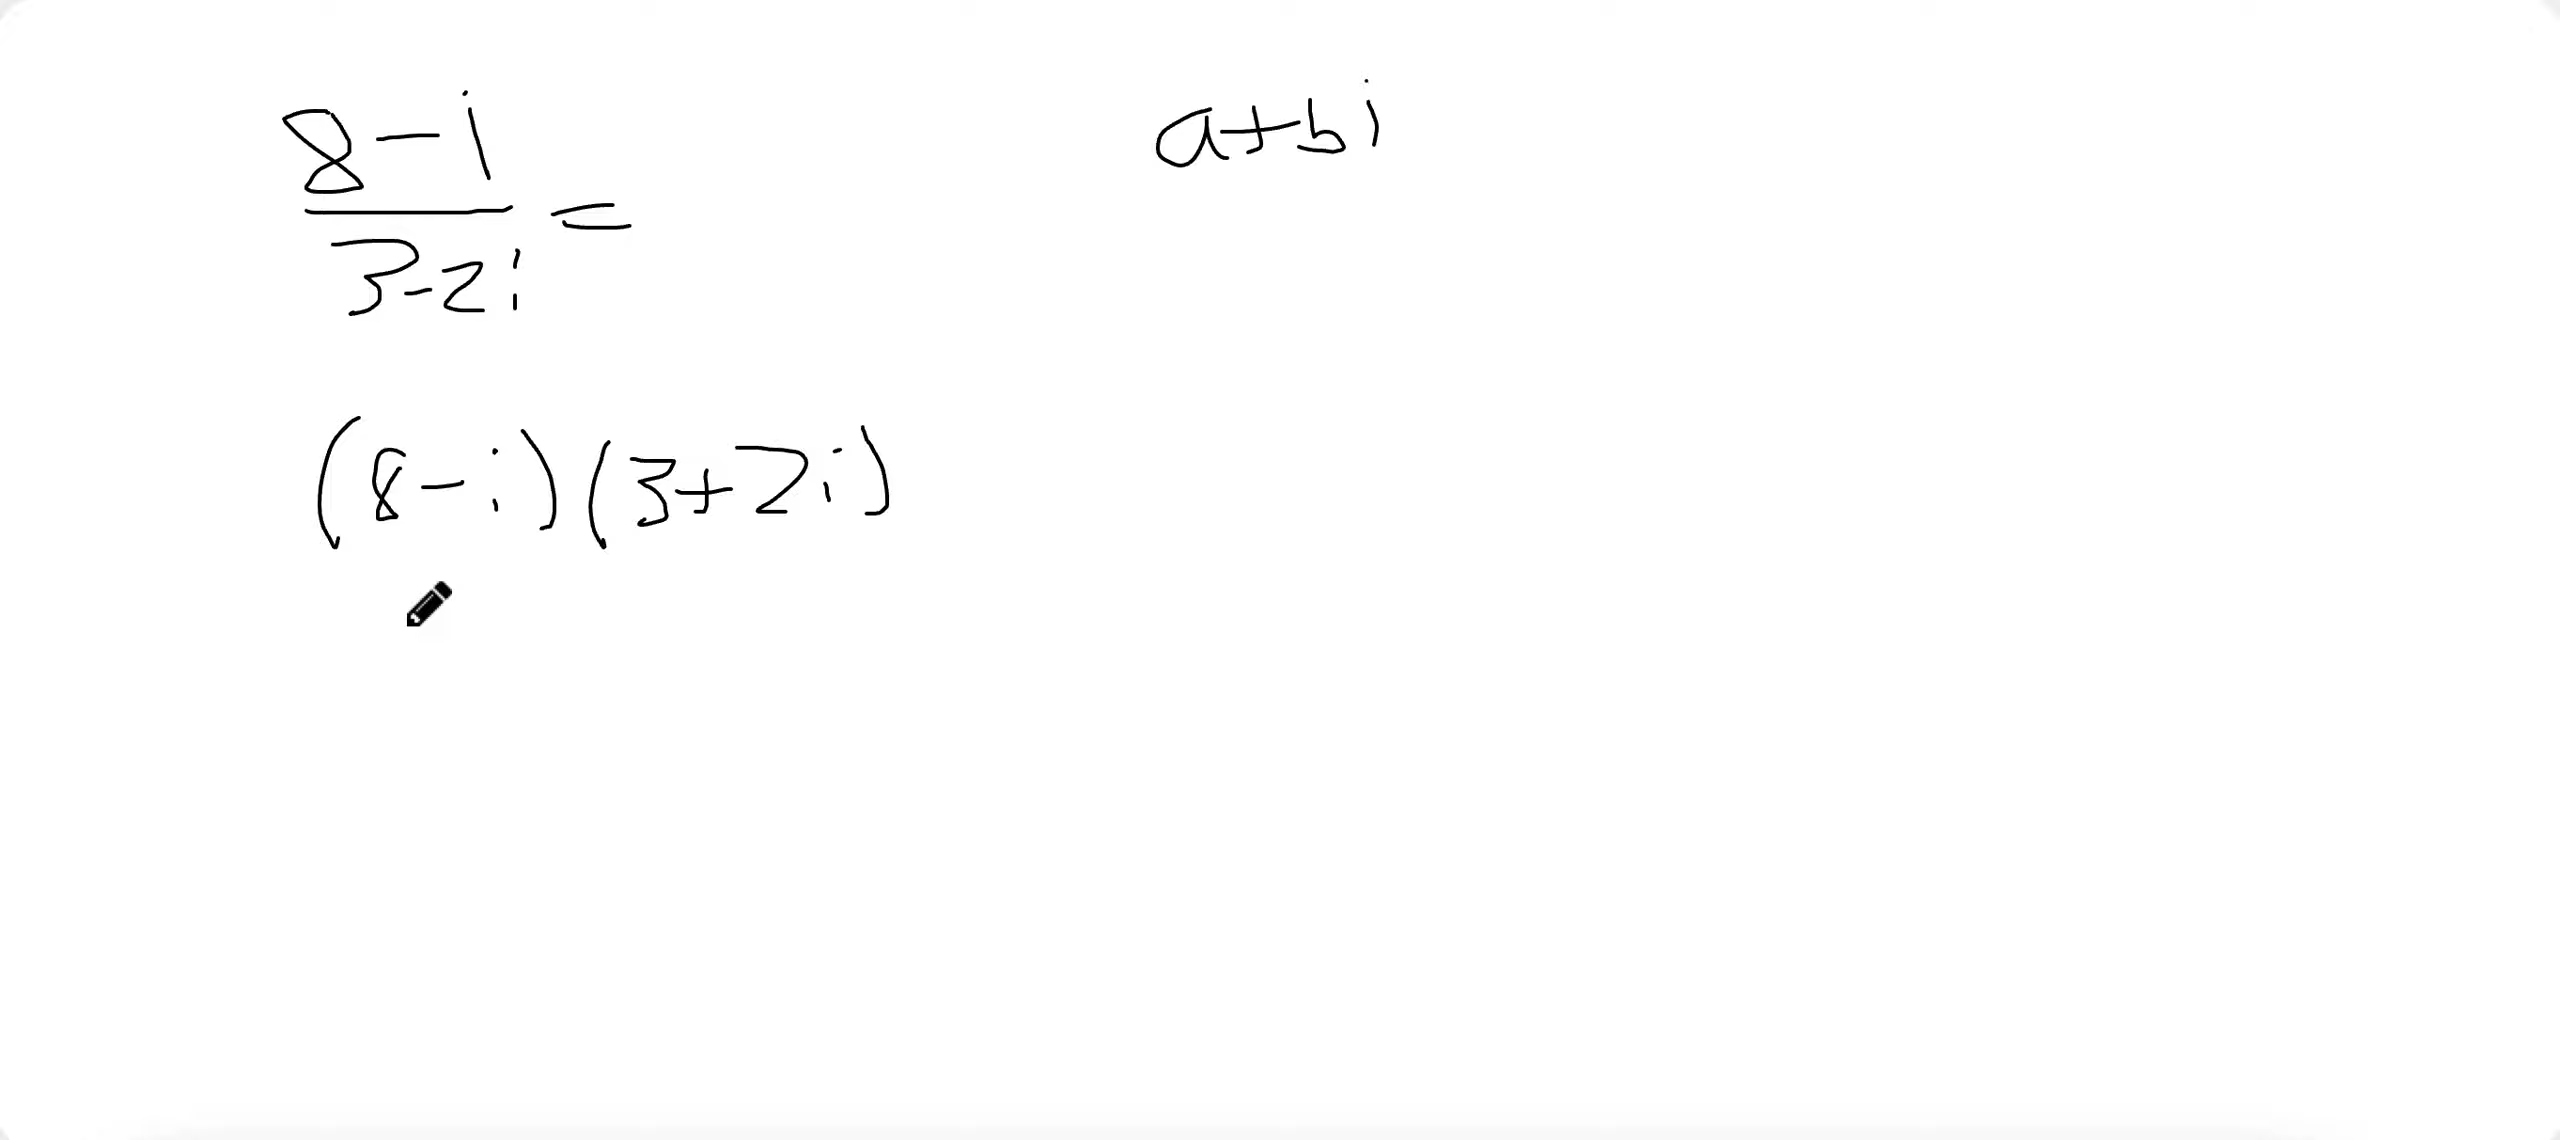 8-i
3-2i =
a+bi
(8-i)(3+2i)